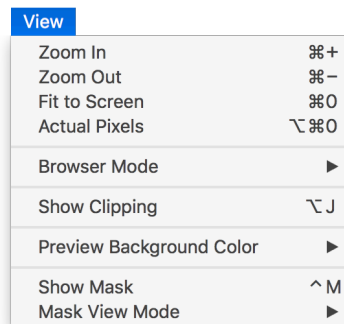 View
Zoom In ⌘+
Zoom Out ⌘−
Fit to Screen ⌘0
Actual Pixels ⌥⌘0
Browser Mode ▶
Show Clipping ⌥J
Preview Background Color ▶
Show Mask ^M
Mask View Mode ▶